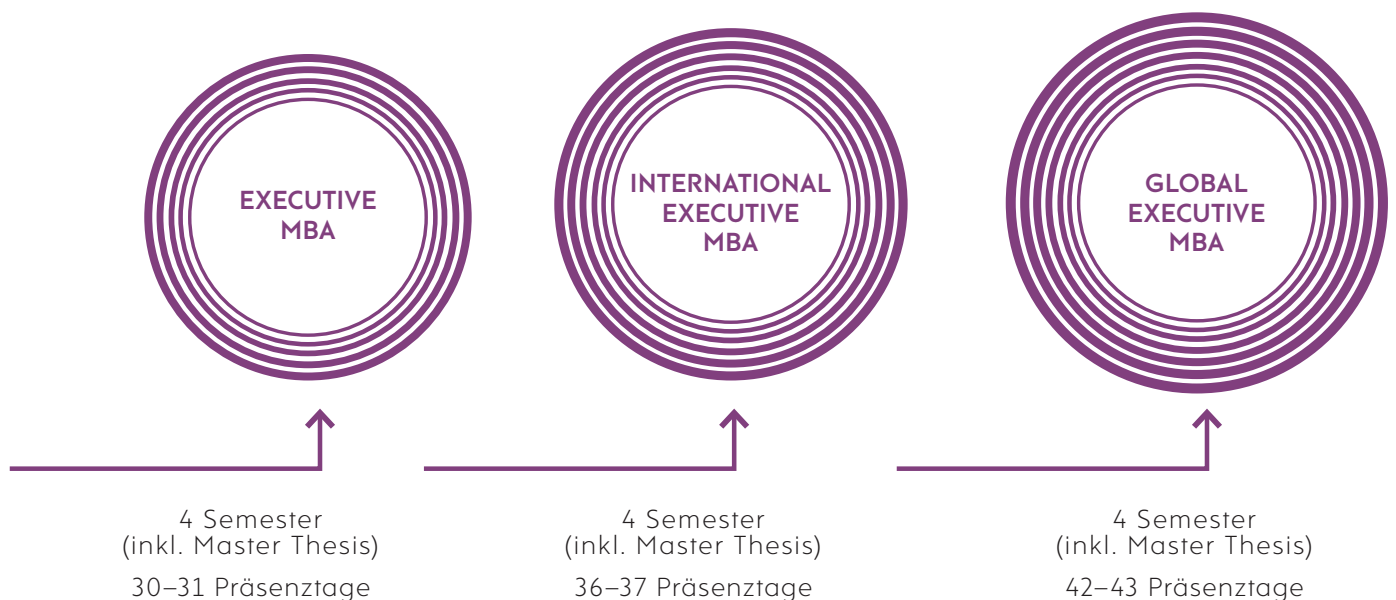 EXECUTIVE
MBA
INTERNATIONAL
EXECUTIVE
MBA
GLOBAL
EXECUTIVE
MBA
4 Semester
(inkl. Master Thesis)
30–31 Präsenztage
4 Semester
(inkl. Master Thesis)
36–37 Präsenztage
4 Semester
(inkl. Master Thesis)
42–43 Präsenztage